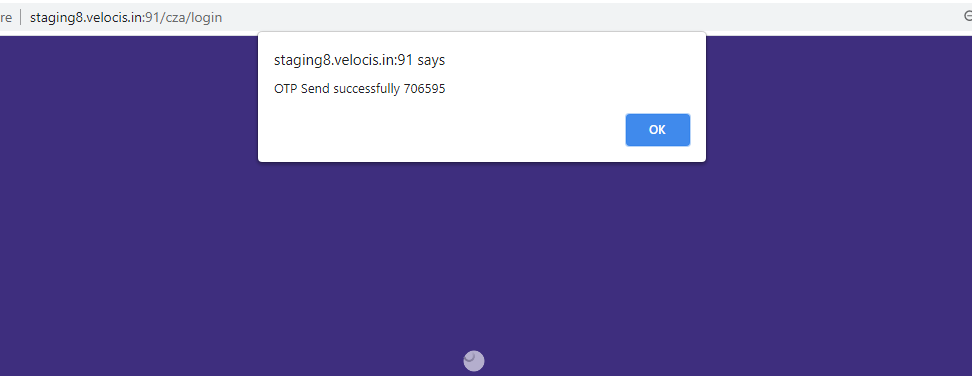 re staging8.velocis.in:91/cza/login
staging8.velocis.in:91 says
OTP Send successfully 706595
OK